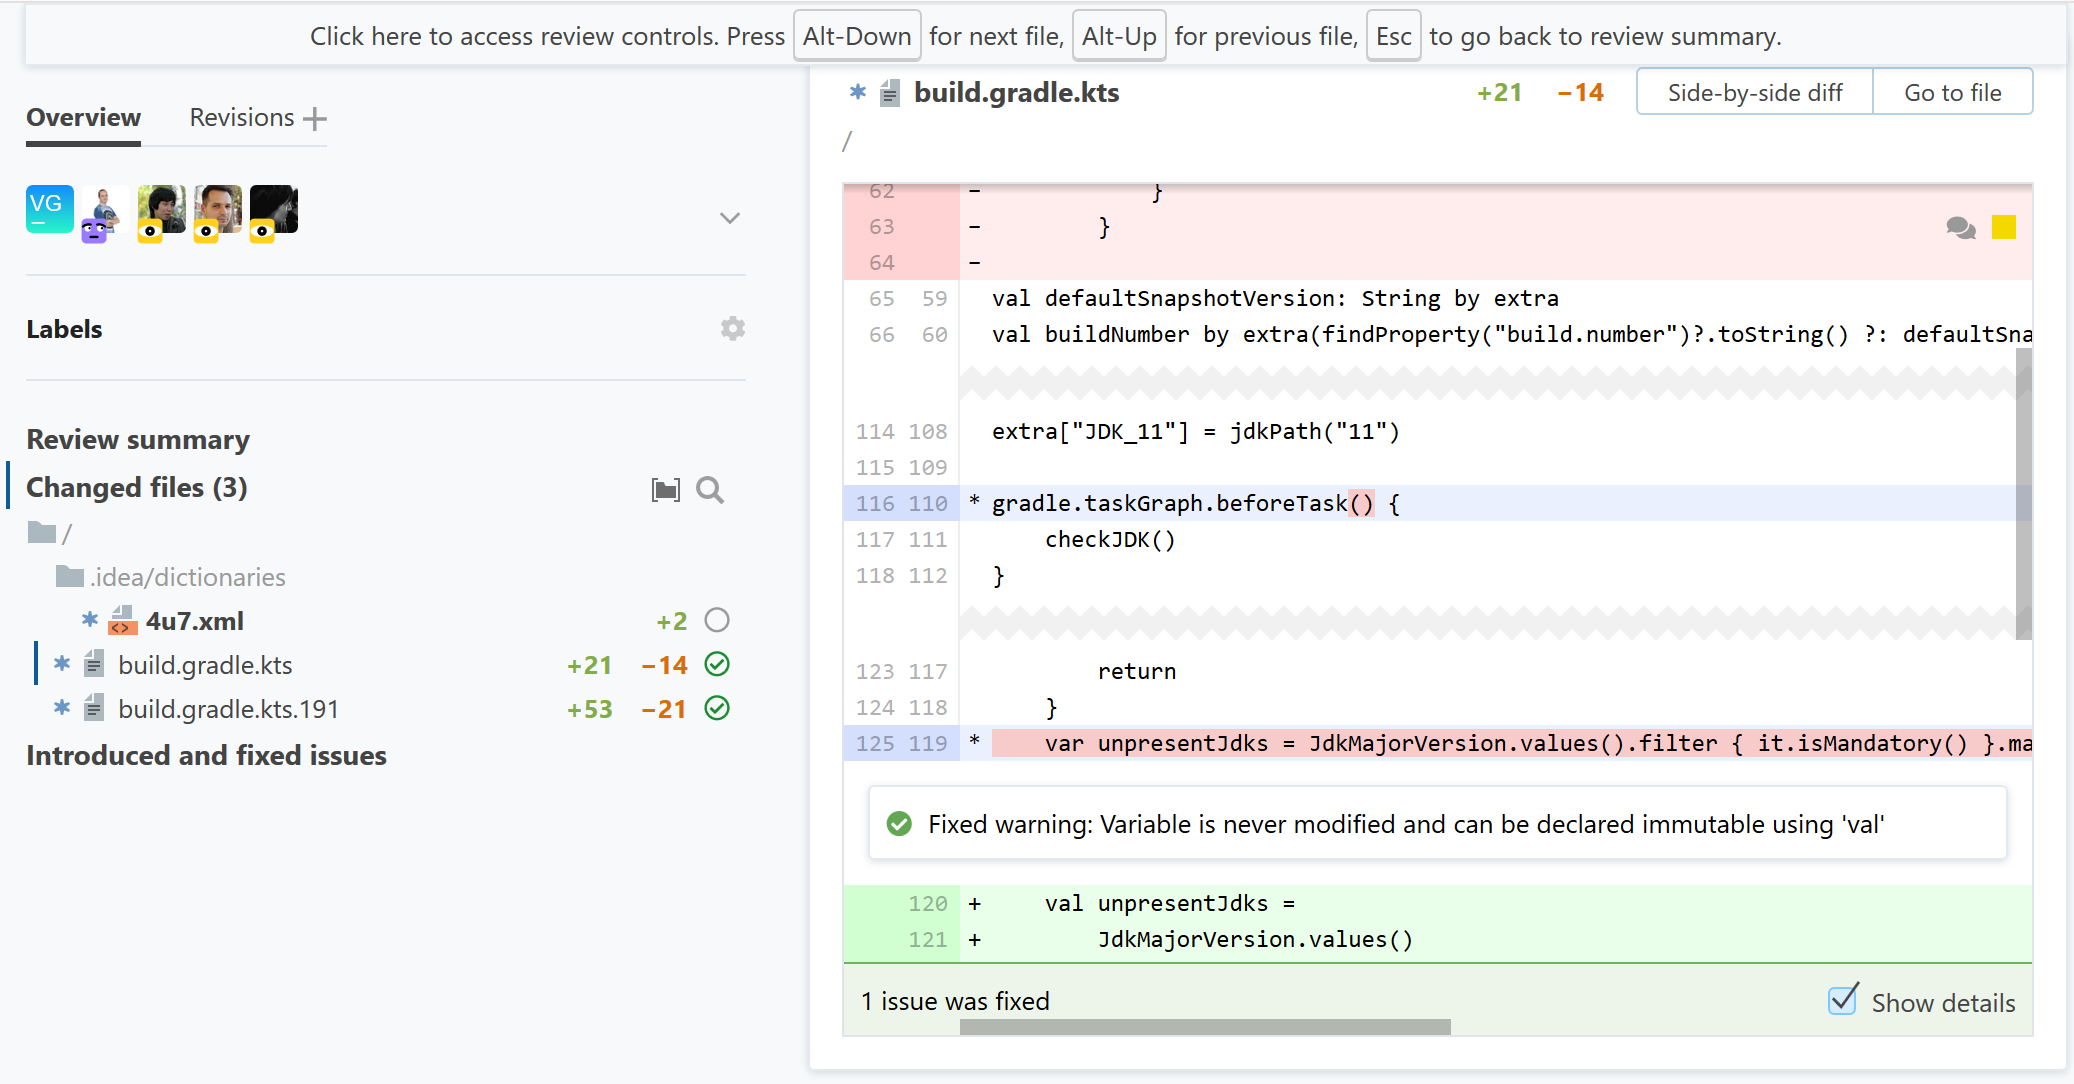 Click here to access review controls. Press Alt-Down for next file, Alt-Up for previous file, Esc to go back to review summary.
Overview Revisions
VG
Labels
Review summary
Changed files (3)
/
.idea/dictionaries
* 4u7.xml +2
* build.gradle.kts +21 −14
* build.gradle.kts.191 +53 −21
Introduced and fixed issues
* build.gradle.kts +21 −14 Side-by-side diff Go to file
/
62 − }
63 − }
64 −
65 59 val defaultSnapshotVersion: String by extra
66 60 val buildNumber by extra(findProperty("build.number")?.toString() ?: defaultSna
114 108 extra["JDK_11"] = jdkPath("11")
115 109
116 110 * gradle.taskGraph.beforeTask() {
117 111 checkJDK()
118 112 }
123 117 return
124 118 }
125 119 * var unpresentJdks = JdkMajorVersion.values().filter { it.isMandatory() }.ma
Fixed warning: Variable is never modified and can be declared immutable using 'val'
120 + val unpresentJdks =
121 + JdkMajorVersion.values()
1 issue was fixed Show details